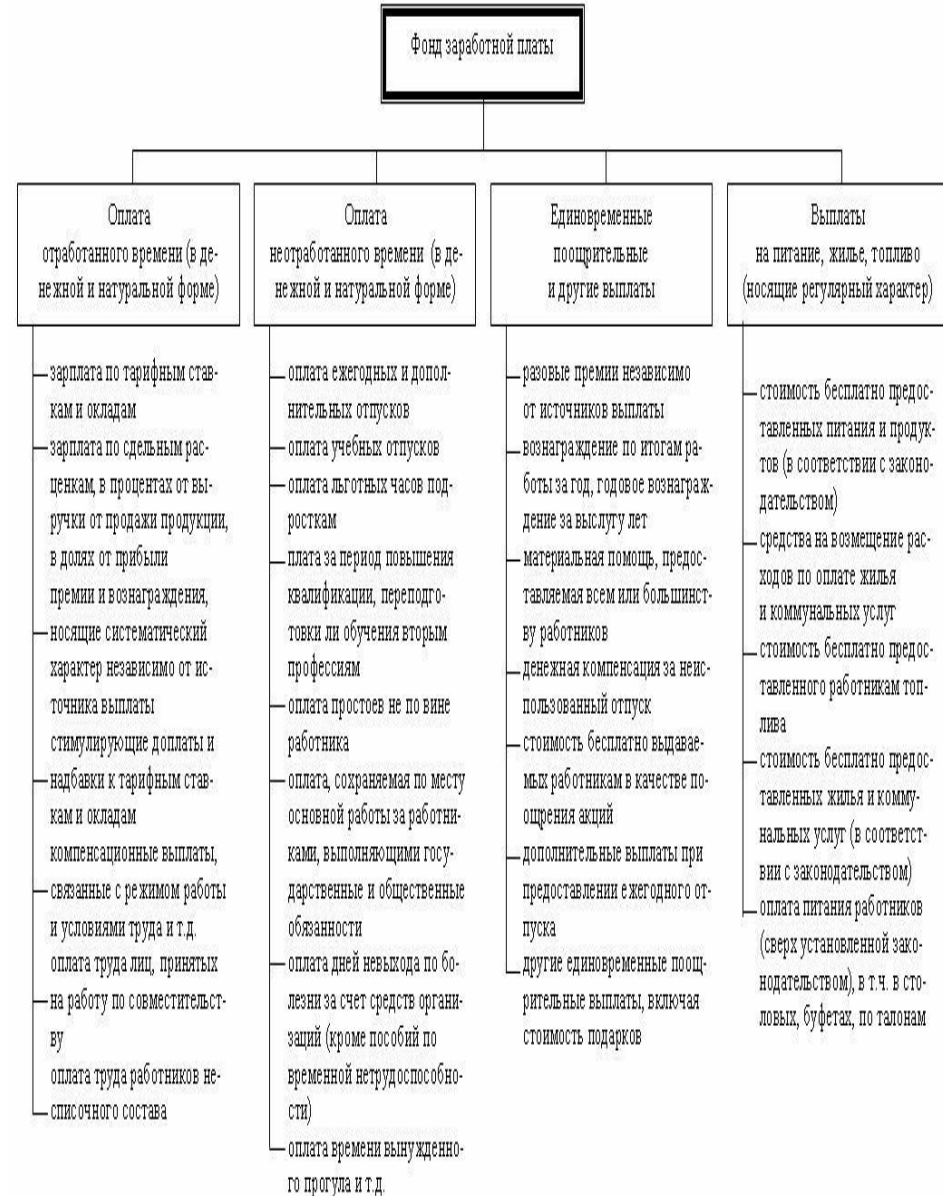 Фонд заработной платы
Оплата
отработанного времени (в де-
нежной и натуральной форме)
зарплата по тарифным став-
кам и окладам
зарплата по сдельным рас-
ценкам, в процентах от вы-
ручки от продажи продукции,
в долях от прибыли
премии и вознаграждения,
носящие систематический
характер независимо от ис-
точника выплаты
стимулирующие доплаты и
надбавки к тарифным став-
кам и окладам
компенсационные выплаты,
связанные с режимом работы
и условиями труда и т.д.
оплата труда лиц, принятых
на работу по совместительст-
ву
оплата труда работников не-
списочного состава
Оплата
неотработанного времени (в де-
нежной и натуральной форме)
оплата ежегодных и допол-
нительных отпусков
оплата учебных отпусков
оплата льготных часов под-
росткам
плата за период повышения
квалификации, переподго-
товки ли обучения вторым
профессиям
оплата простоев не по вине
работника
оплата, сохраняемая по месту
основной работы за работни-
ками, выполняющими госу-
дарственные и общественные
обязанности
оплата дней невыхода по бо-
лезни за счет средств органи-
заций (кроме пособий по
временной нетрудоспособно-
сти)
оплата времени вынужденно-
го прогула и т.д.
Единовременные
поощрительные
и другие выплаты
разовые премии независимо
от источников выплаты
вознаграждение по итогам ра-
боты за год, годовое вознаграж-
дение за выслугу лет
материальная помощь, предос-
тавляемая всем или большинст-
ву работников
денежная компенсация за неис-
пользованный отпуск
стоимость бесплатно выдавае-
мых работникам в качестве по-
ощрения акций
дополнительные выплаты при
предоставлении ежегодного от-
пуска
другие единовременные поощ-
рительные выплаты, включая
стоимость подарков
Выплаты
на питание, жилье, топливо
(носящие регулярный характер)
стоимость бесплатно предос-
тавленных питания и продук-
тов (в соответствии с законо-
дательством)
средства на возмещение рас-
ходов по оплате жилья
и коммунальных услуг
стоимость бесплатно предос-
тавленного работникам топ-
лива
стоимость бесплатно предос-
тавленных жилья и комму-
нальных услуг (в соответст-
вии с законодательством)
оплата питания работников
(сверх установленной зако-
нодательством), в т.ч. в сто-
ловых, буфетах, по талонам